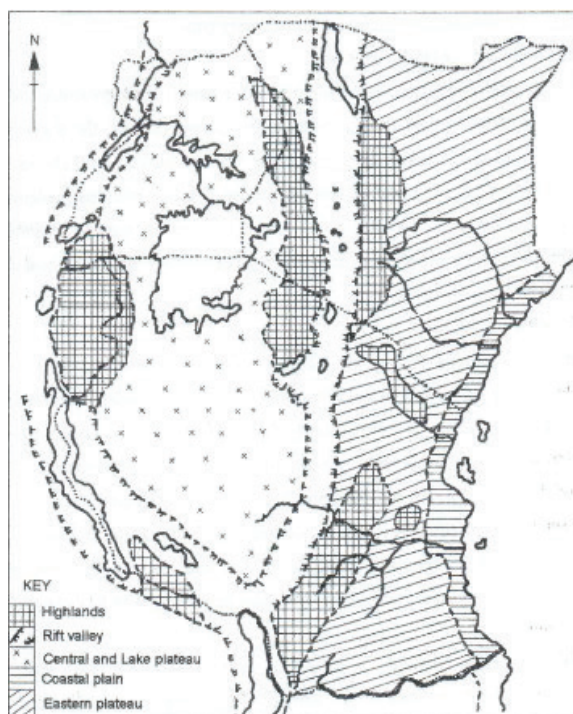 N
KEY
Highlands
Rift valley
Central and Lake plateau
Coastal plain
Eastern plateau